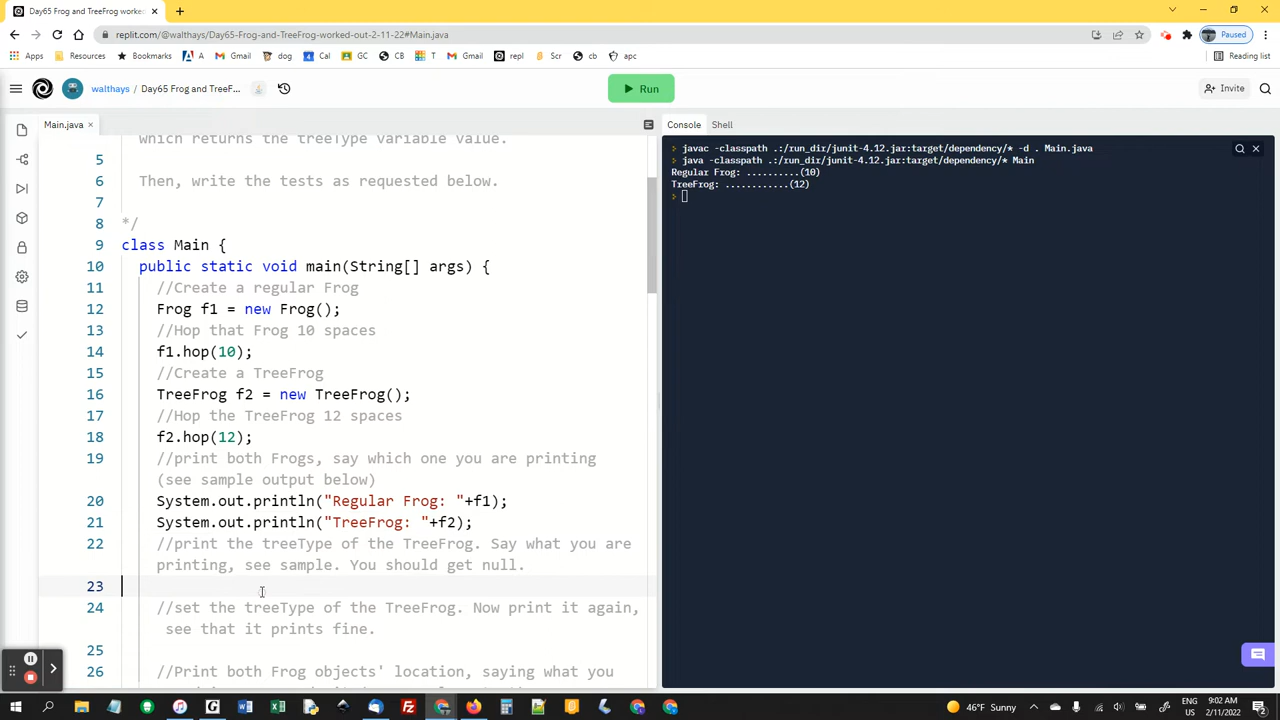 Day65 Frog and TreeFrog worked
replit.com/@walthays/Day65-Frog-and-TreeFrog-worked-out-2-11-22#Main.java
Paused
Apps Resources Bookmarks A Gmail dog Cal GC CB T Gmail repl Scr cb apc Reading list
walthays / Day65 Frog and TreeF...
Run
Invite
Main.java
Console Shell
which returns the treeType variable value.
5
6 Then, write the tests as requested below.
7
8 */
9 class Main {
10 public static void main(String[] args) {
11 //Create a regular Frog
12 Frog f1 = new Frog();
13 //Hop that Frog 10 spaces
14 f1.hop(10);
15 //Create a TreeFrog
16 TreeFrog f2 = new TreeFrog();
17 //Hop the TreeFrog 12 spaces
18 f2.hop(12);
19 //print both Frogs, say which one you are printing
(see sample output below)
20 System.out.println("Regular Frog: "+f1);
21 System.out.println("TreeFrog: "+f2);
22 //print the treeType of the TreeFrog. Say what you are
printing, see sample. You should get null.
23
24 //set the treeType of the TreeFrog. Now print it again,
see that it prints fine.
25
26 //Print both Frog objects' location, saying what you
> javac -classpath .:/run_dir/junit-4.12.jar:target/dependency/* -d . Main.java
> java -classpath .:/run_dir/junit-4.12.jar:target/dependency/* Main
Regular Frog: ..........(10)
TreeFrog: ............(12)
>
46°F Sunny
ENG
US
9:02 AM
2/11/2022